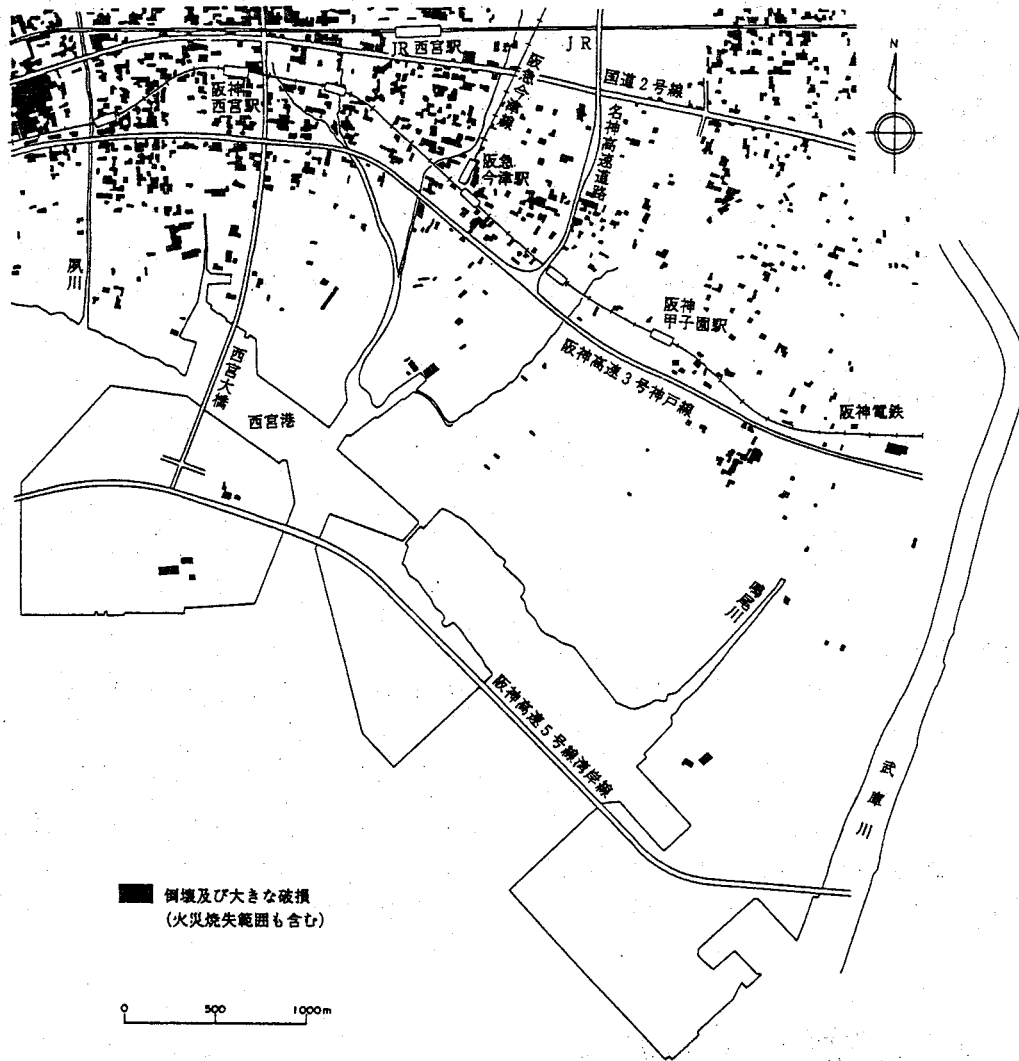 JR 西宮駅
JR
N
阪急今津線
国道2号線
阪神
西宮駅
名神高速道路
阪急
今津駅
夙川
阪神
甲子園駅
西宮大橋
阪神高速3号神戸線
阪神電鉄
西宮港
鳴尾川
阪神高速5号線湾岸線
武庫川
倒壊及び大きな破損
(火災焼失範囲も含む)
0 500 1000m